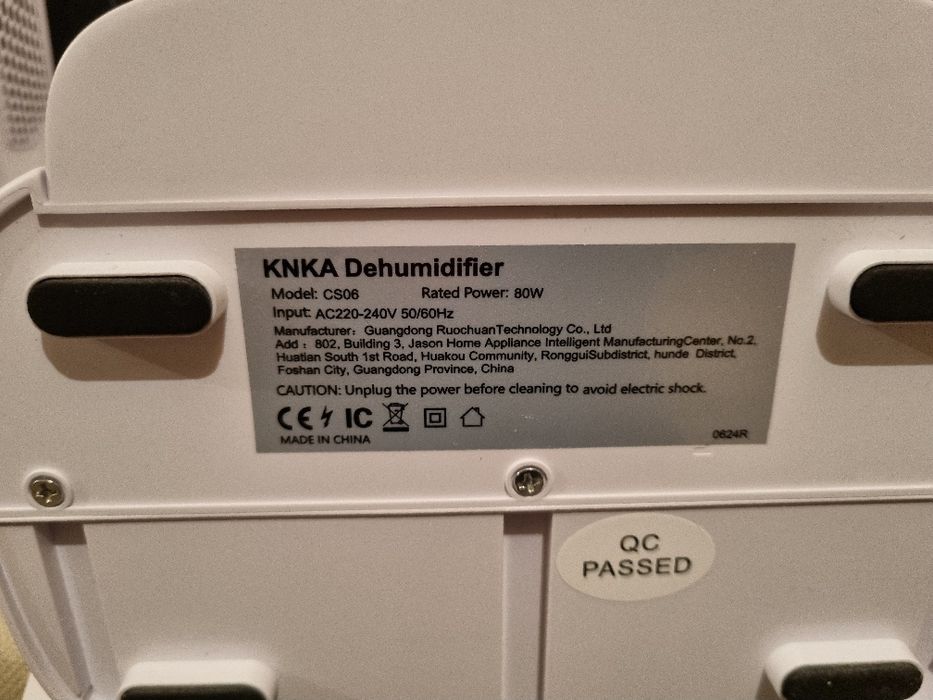 KNKA Dehumidifier
Model: CS06 Rated Power: 80W
Input: AC220-240V 50/60Hz
Manufacturer: Guangdong RuochuanTechnology Co., Ltd
Add : 802, Building 3, Jason Home Appliance Intelligent ManufacturingCenter, No.2,
Huatian South 1st Road, Huakou Community, RongguiSubdistrict, hunde District,
Foshan City, Guangdong Province, China
CAUTION: Unplug the power before cleaning to avoid electric shock.
CE IC
MADE IN CHINA
0624R
QC
PASSED